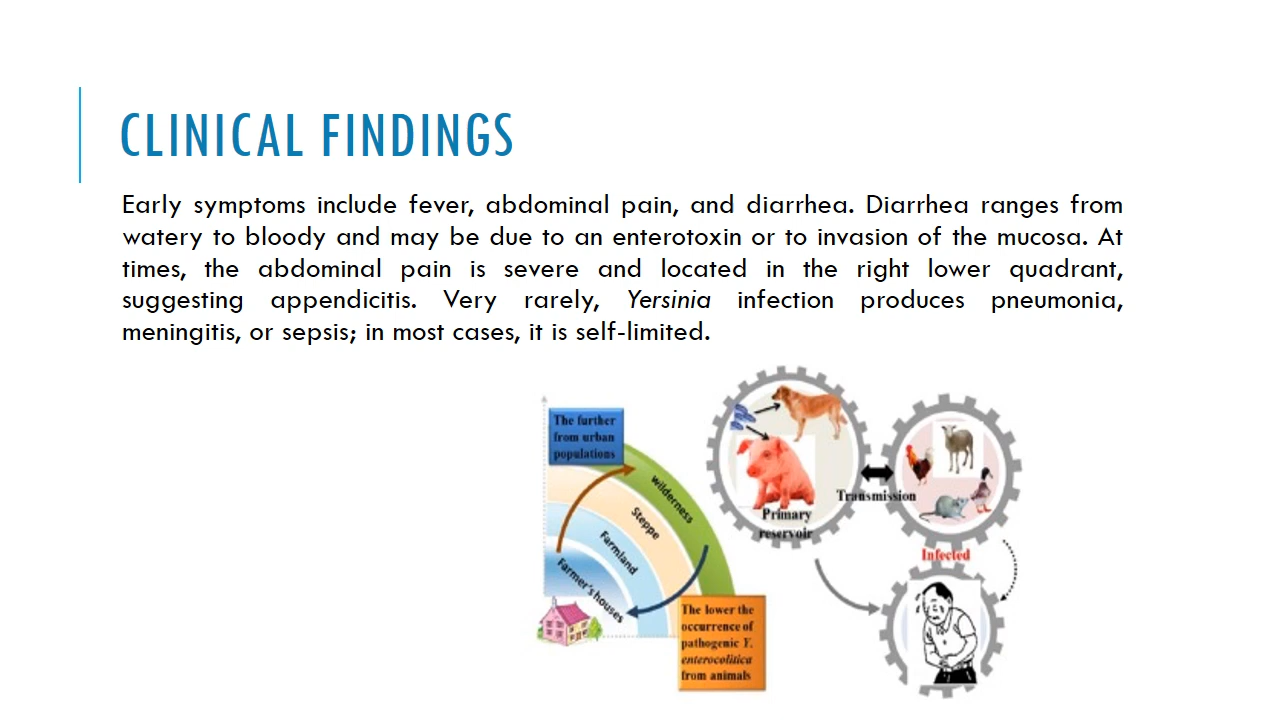 CLINICAL FINDINGS
Early symptoms include fever, abdominal pain, and diarrhea. Diarrhea ranges from
watery to bloody and may be due to an enterotoxin or to invasion of the mucosa. At
times, the abdominal pain is severe and located in the right lower quadrant,
suggesting appendicitis. Very rarely, Yersinia infection produces pneumonia,
meningitis, or sepsis; in most cases, it is self-limited.
The further
from urban
populations
wilderness
Steppe
Farmland
Farmer's houses
The lower the
occurrence of
pathogenic Y.
enterocolitica
from animals
Primary
reservoir
Transmission
Infected